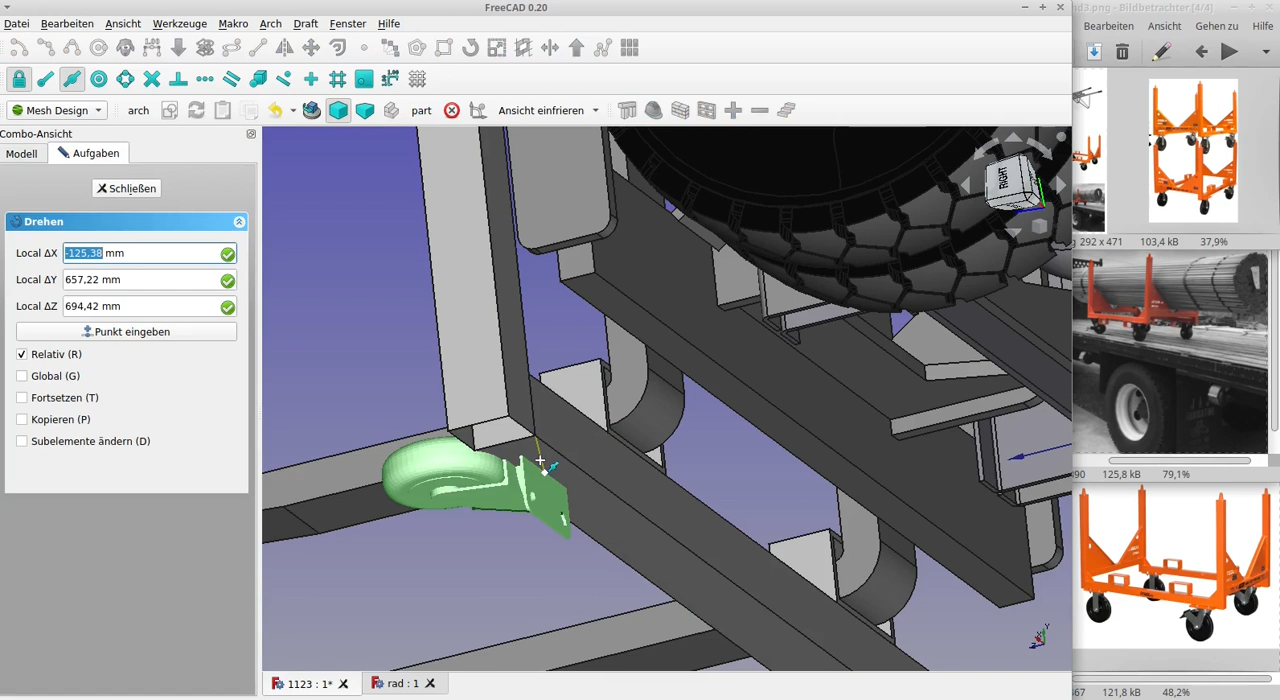 FreeCAD 0.20
nd3.png - Bildbetrachter [4/4]
Datei Bearbeiten Ansicht Werkzeuge Makro Arch Draft Fenster Hilfe
Bearbeiten Ansicht Gehen zu Hilfe
Mesh Design arch part Ansicht einfrieren
Combo-Ansicht
Modell Aufgaben
Schließen
Drehen
Local ΔX -125,38 mm
Local ΔY 657,22 mm
Local ΔZ 694,42 mm
Punkt eingeben
Relativ (R)
Global (G)
Fortsetzen (T)
Kopieren (P)
Subelemente ändern (D)
RIGHT
g 292 x 471 103,4 kB 37,9%
490 125,8 kB 79,1%
1123 : 1* rad : 1
467 121,8 kB 48,2%